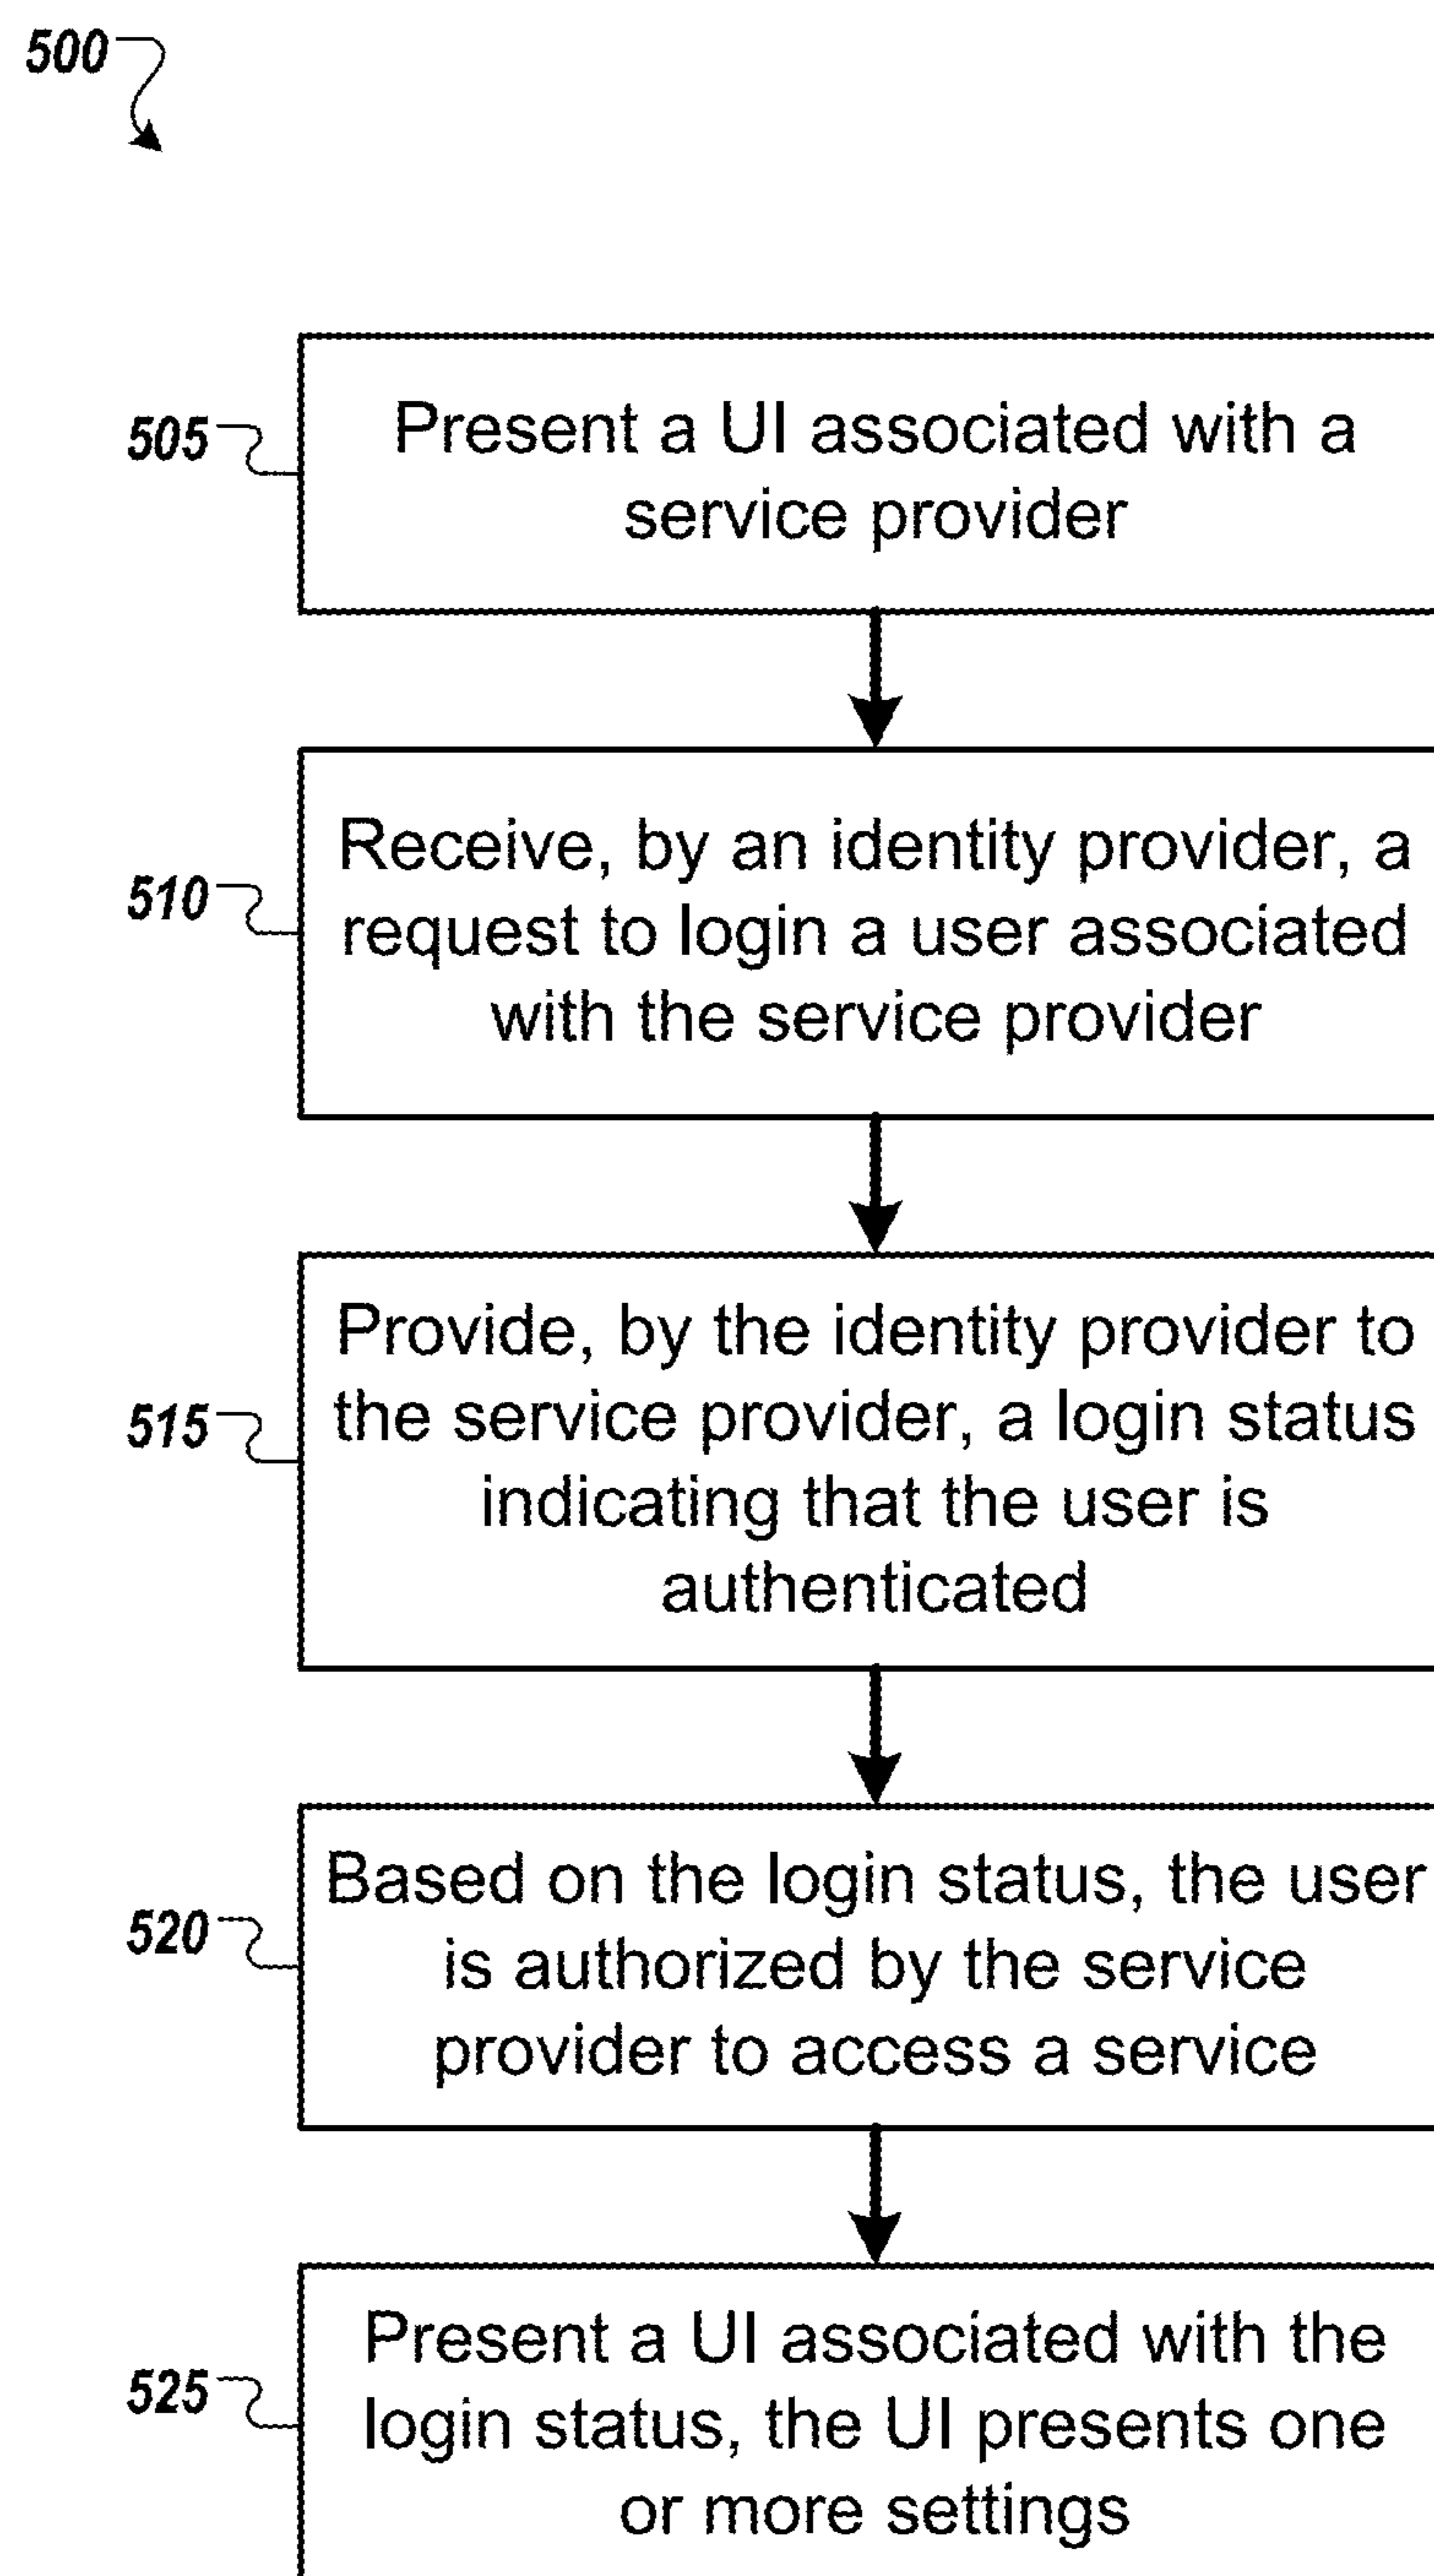 500
505
Present a UI associated with a
service provider
510
Receive, by an identity provider, a
request to login a user associated
with the service provider
515
Provide, by the identity provider to
the service provider, a login status
indicating that the user is
authenticated
520
Based on the login status, the user
is authorized by the service
provider to access a service
525
Present a UI associated with the
login status, the UI presents one
or more settings